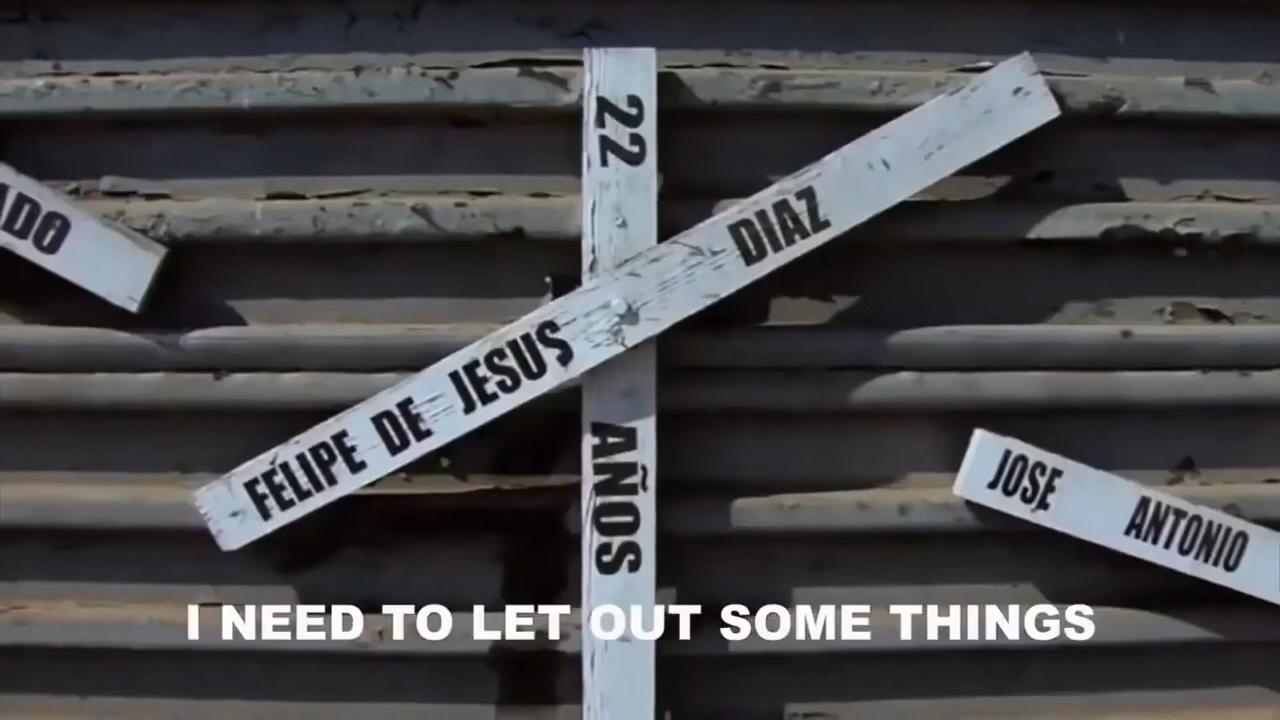 22
ADO
DIAZ
FELIPE DE JESUS
AÑOS
JOSE ANTONIO
I NEED TO LET OUT SOME THINGS